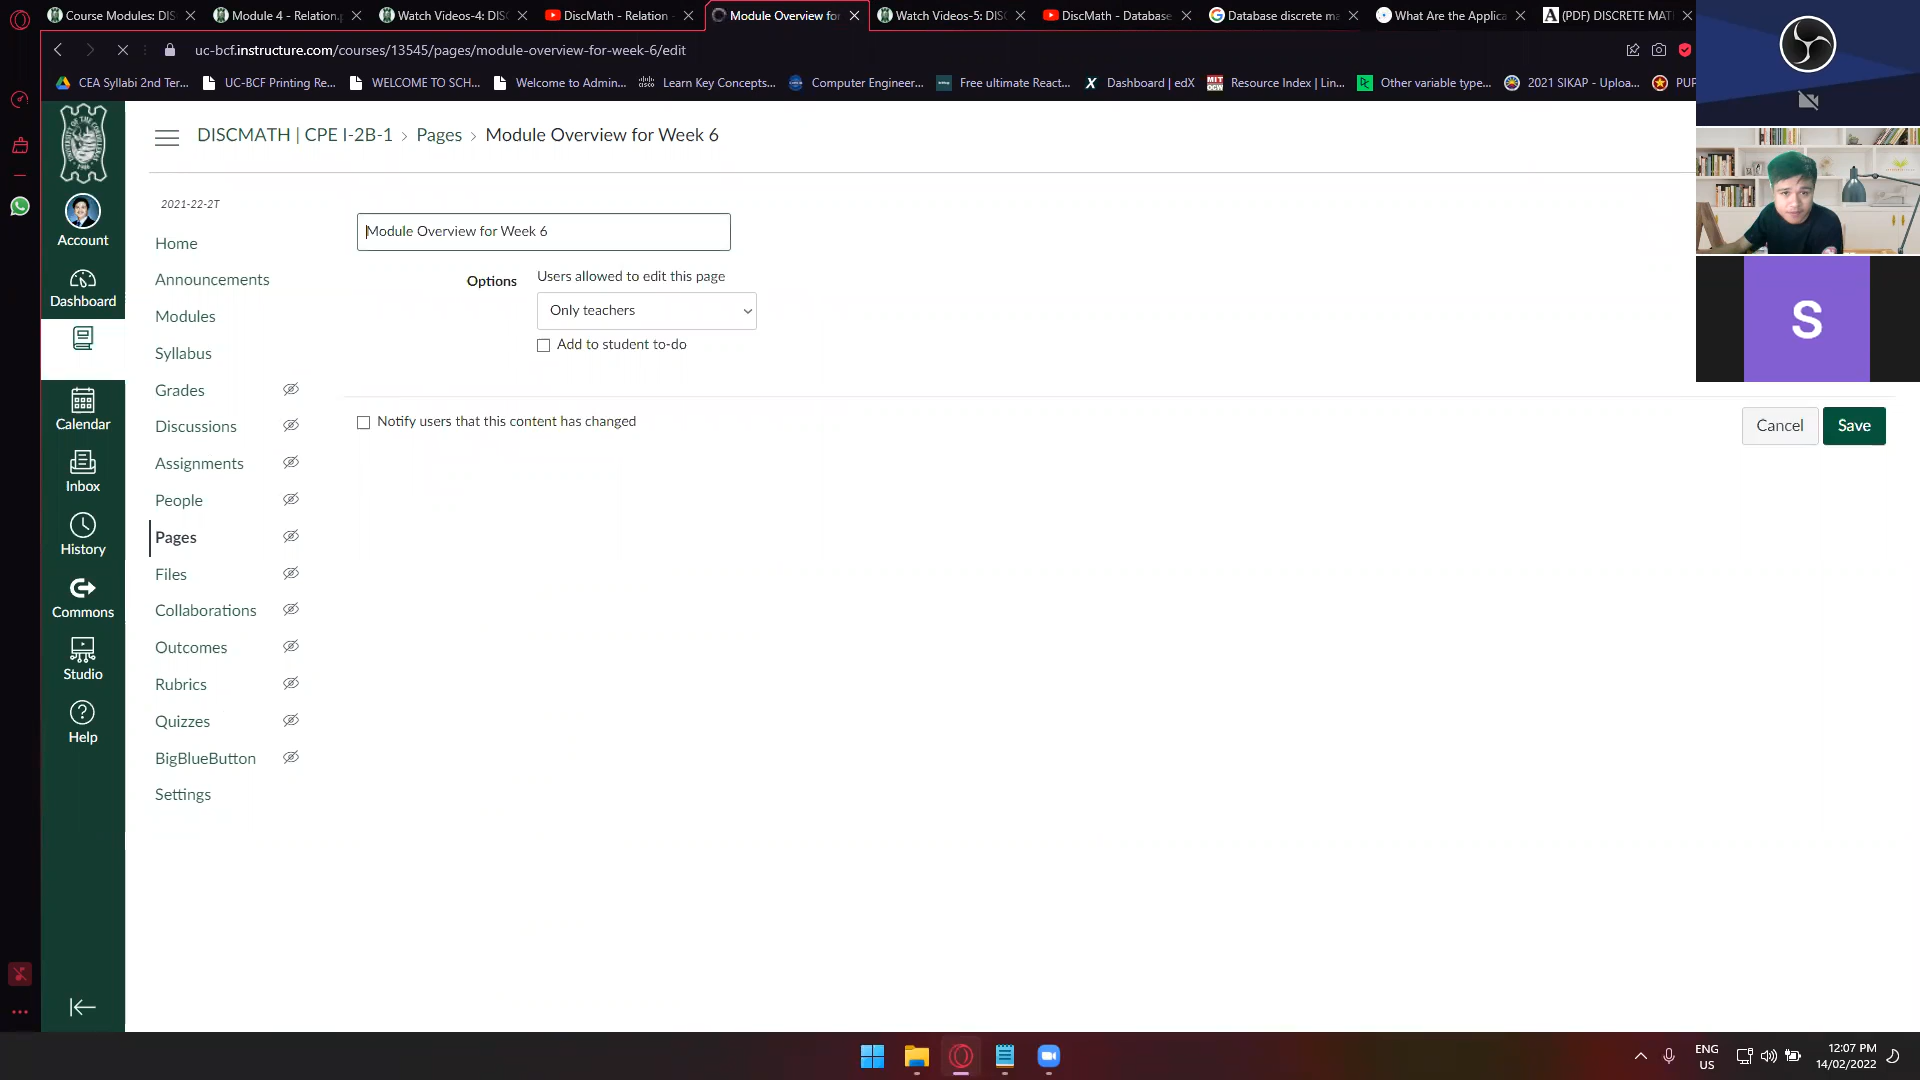 Course Modules: DIS
Module 4 - Relation.p
Watch Videos-4: DISC
DiscMath - Relation -
Module Overview for
Watch Videos-5: DISC
DiscMath - Database
Database discrete ma
What Are the Applica
(PDF) DISCRETE MAT
uc-bcf.instructure.com/courses/13545/pages/module-overview-for-week-6/edit
CEA Syllabi 2nd Ter...
UC-BCF Printing Re...
WELCOME TO SCH...
Welcome to Admin...
Learn Key Concepts...
Computer Engineer...
Free ultimate React...
Dashboard | edX
Resource Index | Lin...
Other variable type...
2021 SIKAP - Uploa...
PUP
DISCMATH | CPE I-2B-1 > Pages > Module Overview for Week 6
2021-22-2T
Account
Dashboard
Calendar
Inbox
History
Commons
Studio
Help
Home
Announcements
Modules
Syllabus
Grades
Discussions
Assignments
People
Pages
Files
Collaborations
Outcomes
Rubrics
Quizzes
BigBlueButton
Settings
Module Overview for Week 6
Options
Users allowed to edit this page
Only teachers
Add to student to-do
Notify users that this content has changed
Cancel
Save
S
ENG
US
12:07 PM
14/02/2022